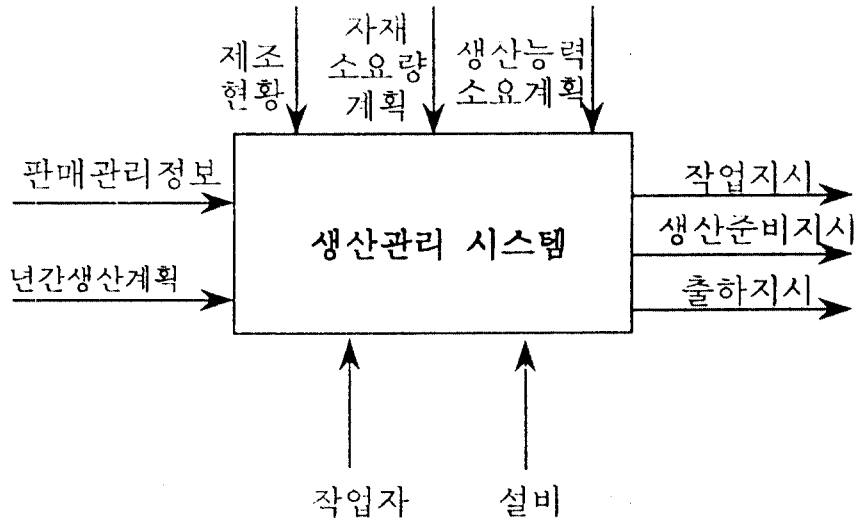 제조
현황
자재
소요량
계획
생산능력
소요계획
판매관리정보
년간생산계획
생산관리 시스템
작업지시
생산준비지시
출하지시
작업자
설비